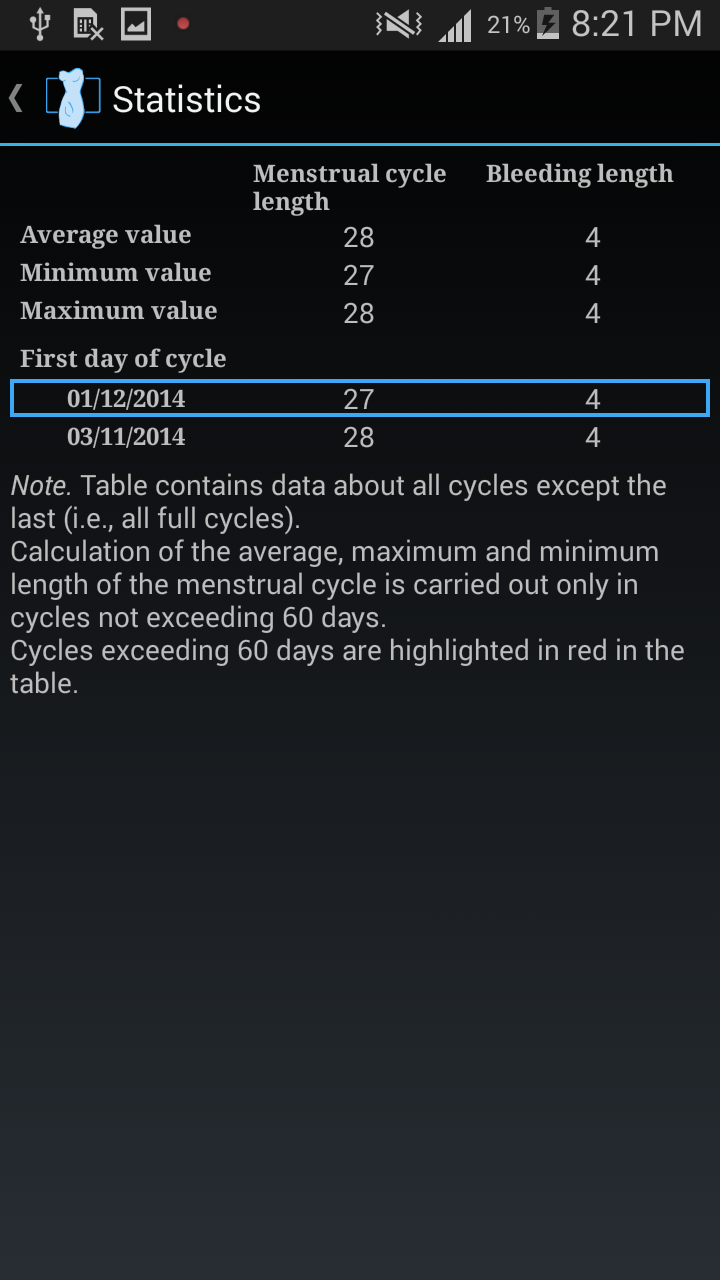 21% 8:21 PM
Statistics
Menstrual cycle length Bleeding length
Average value 28 4
Minimum value 27 4
Maximum value 28 4
First day of cycle
01/12/2014 27 4
03/11/2014 28 4
Note. Table contains data about all cycles except the
last (i.e., all full cycles).
Calculation of the average, maximum and minimum
length of the menstrual cycle is carried out only in
cycles not exceeding 60 days.
Cycles exceeding 60 days are highlighted in red in the
table.